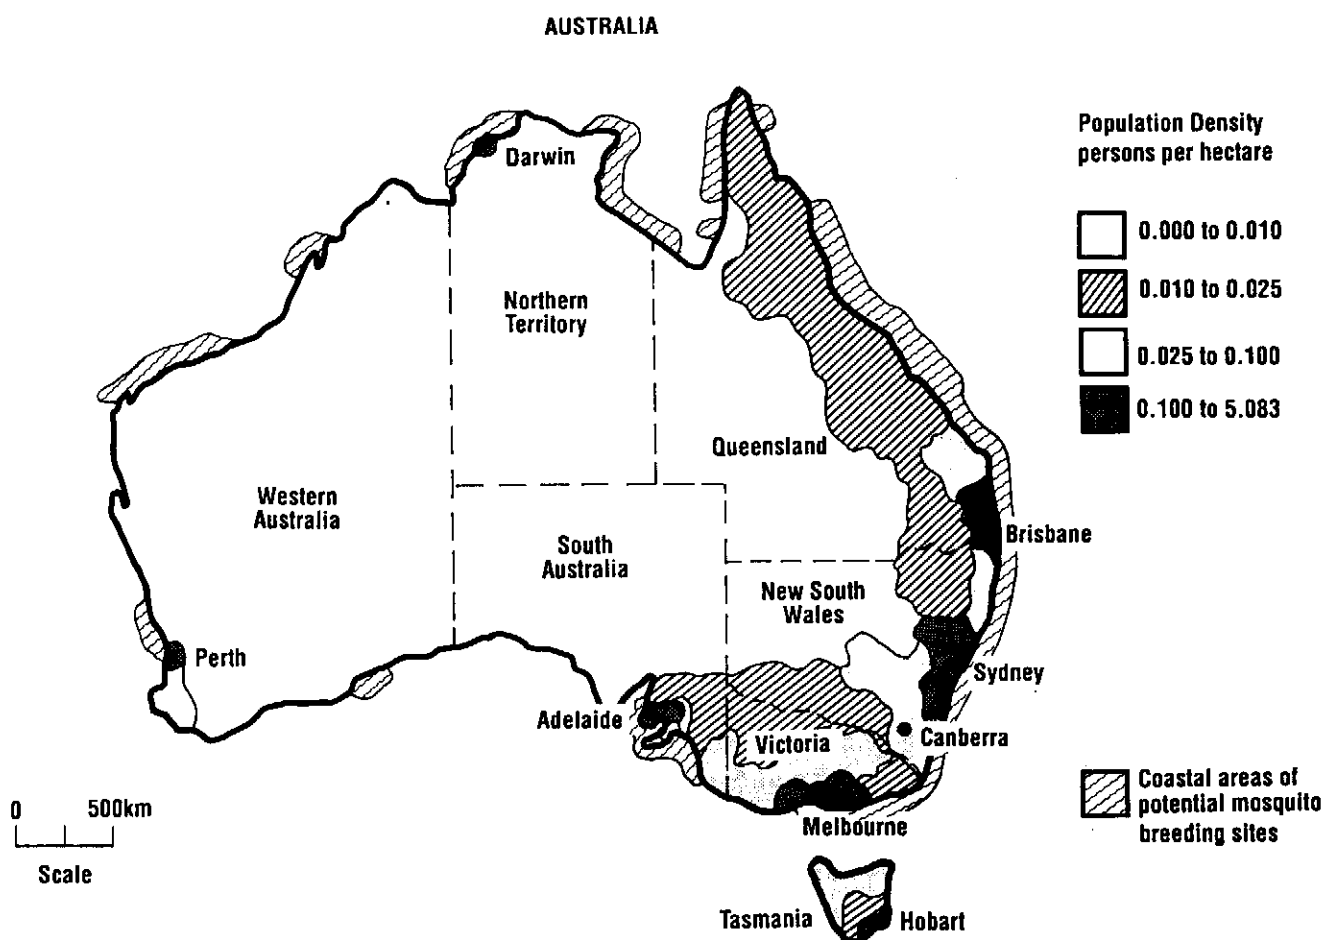 AUSTRALIA
Population Density
persons per hectare
0.000 to 0.010
0.010 to 0.025
0.025 to 0.100
0.100 to 5.083
Darwin
Northern
Territory
Queensland
Western
Australia
South
Australia
Brisbane
New South
Wales
Perth
Sydney
Adelaide
Victoria
Canberra
Melbourne
0 500km
Scale
Coastal areas of
potential mosquito
breeding sites
Tasmania
Hobart